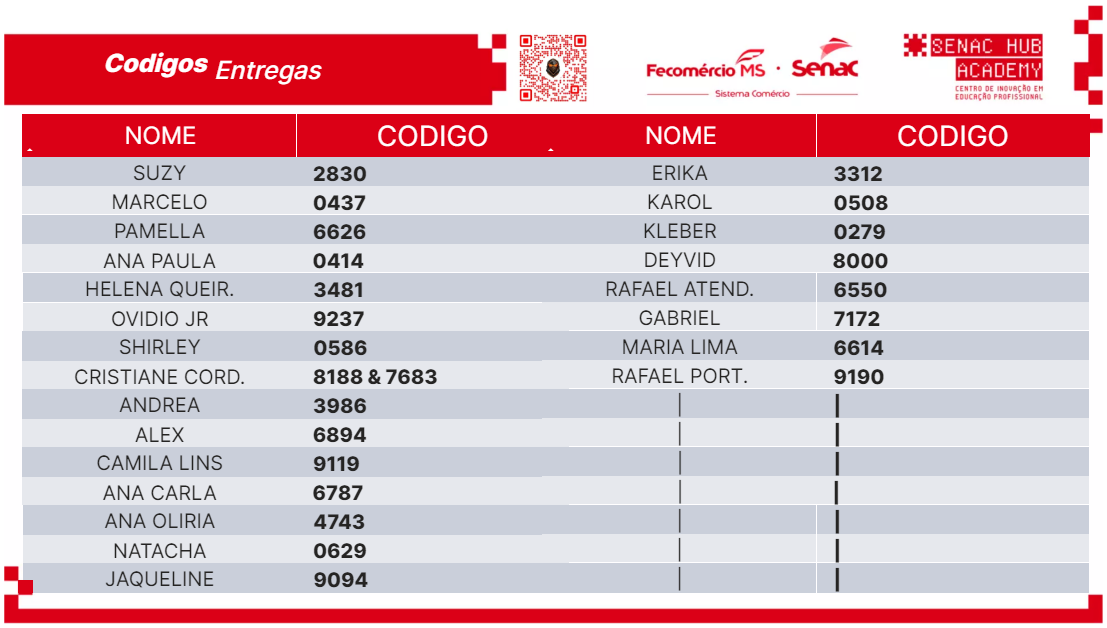 Codigos Entregas
Fecomércio MS · Senac
Sistema Comércio
SENAC HUB
ACADEMY
CENTRO DE INOVAÇÃO EM
EDUCAÇÃO PROFISSIONAL
NOME CODIGO NOME CODIGO
SUZY 2830 ERIKA 3312
MARCELO 0437 KAROL 0508
PAMELLA 6626 KLEBER 0279
ANA PAULA 0414 DEYVID 8000
HELENA QUEIR. 3481 RAFAEL ATEND. 6550
OVIDIO JR 9237 GABRIEL 7172
SHIRLEY 0586 MARIA LIMA 6614
CRISTIANE CORD. 8188 & 7683 RAFAEL PORT. 9190
ANDREA 3986 | |
ALEX 6894 | |
CAMILA LINS 9119 | |
ANA CARLA 6787 | |
ANA OLIRIA 4743 | |
NATACHA 0629 | |
JAQUELINE 9094 | |